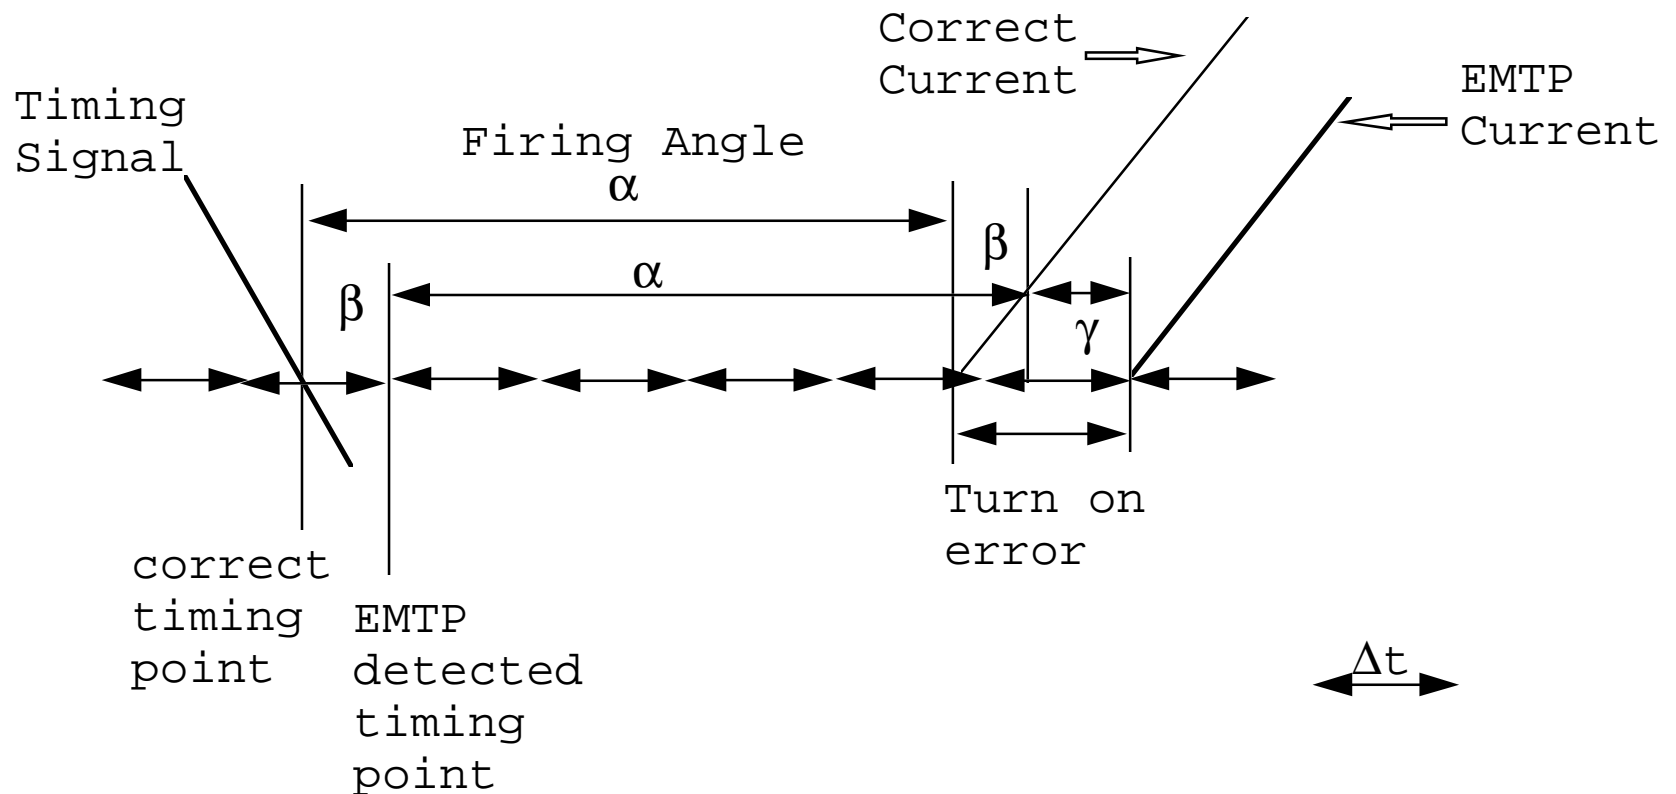 Correct
Current
EMTP
Current
Timing
Signal
Firing Angle
α
β
α
β
γ
Turn on
error
correct
timing
point
EMTP
detected
timing
point
Δt